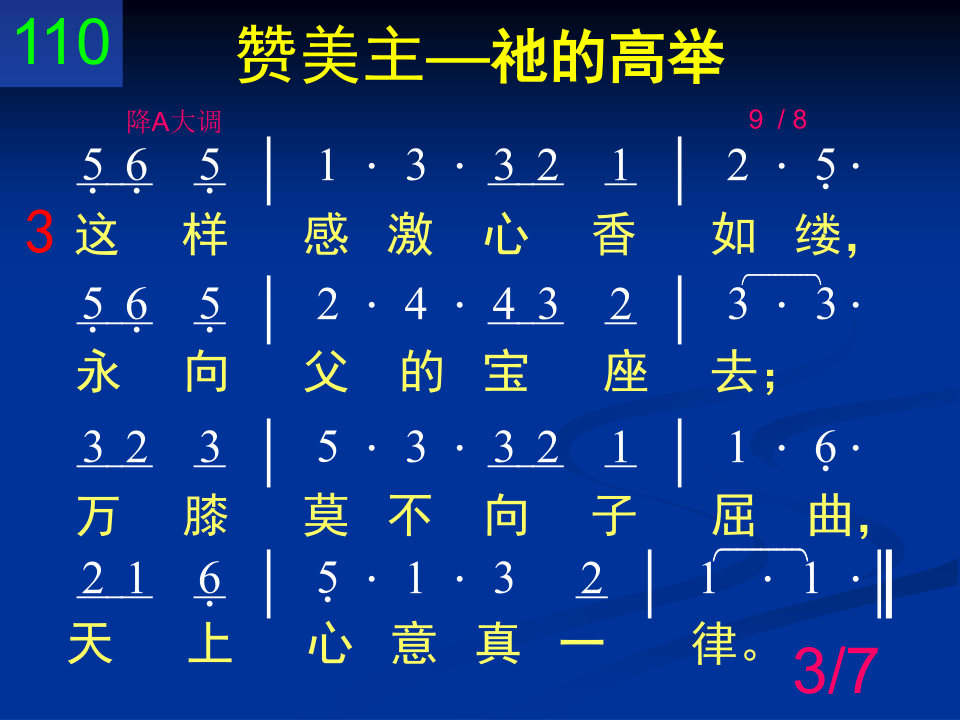 110
赞美主—祂的高举
降A大调 9 / 8
5̣ 6̣ 5̣ | 1 · 3 · 3 2 1 | 2 · 5̣ ·
3 这 样 感 激 心 香 如 缕，
5̣ 6̣ 5̣ | 2 · 4 · 4 3 2 | 3 · 3 ·
永 向 父 的 宝 座 去；
3 2 3 | 5 · 3 · 3 2 1 | 1 · 6̣ ·
万 膝 莫 不 向 子 屈 曲，
2 1 6̣ | 5̣ · 1 · 3 2 | 1 · 1 · ‖
天 上 心 意 真 一 律。
3/7